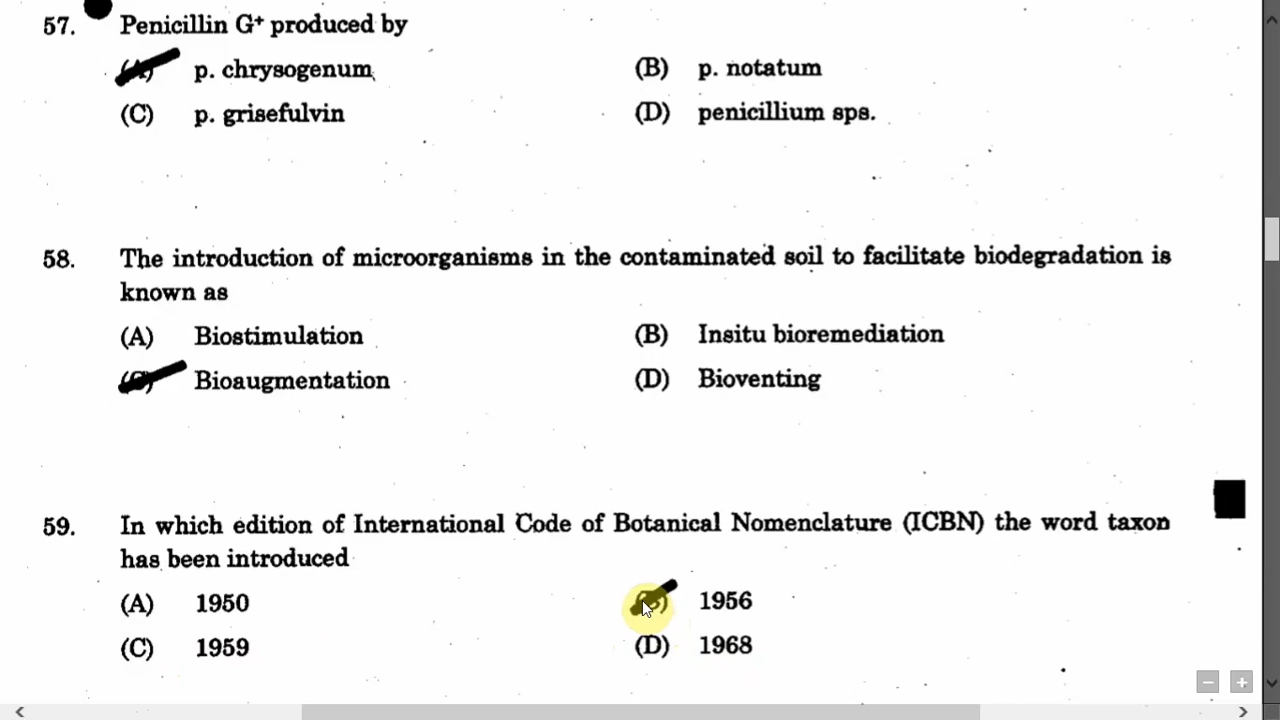 57. Penicillin G+ produced by
p. chrysogenum (B) p. notatum
(C) p. grisefulvin (D) penicillium sps.
58. The introduction of microorganisms in the contaminated soil to facilitate biodegradation is
known as
(A) Biostimulation (B) Insitu bioremediation
Bioaugmentation (D) Bioventing
59. In which edition of International Code of Botanical Nomenclature (ICBN) the word taxon
has been introduced
(A) 1950 1956
(C) 1959 (D) 1968